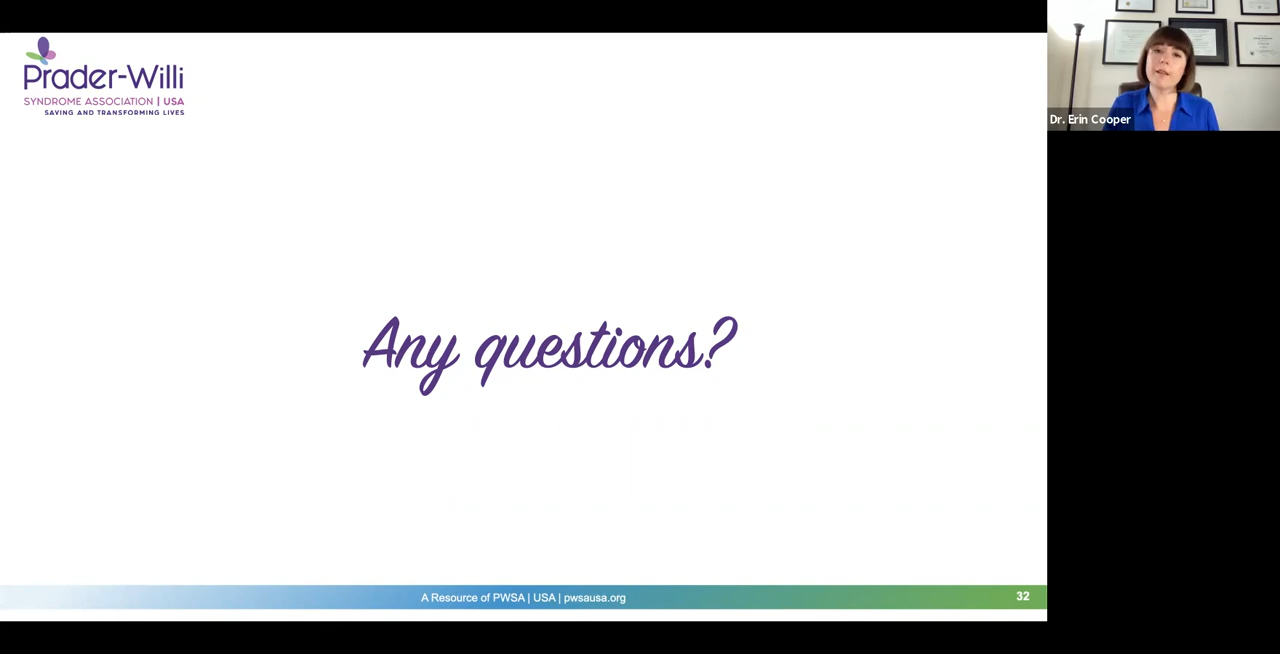 Prader-Willi
SYNDROME ASSOCIATION | USA
SAVING AND TRANSFORMING LIVES
Dr. Erin Cooper
Any questions?
A Resource of PWSA | USA | pwsausa.org
32